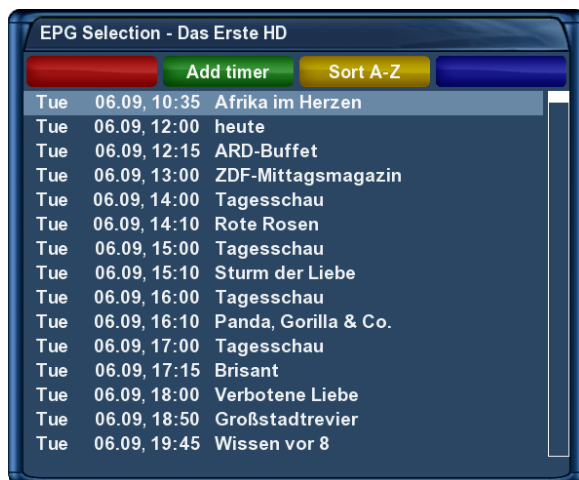 EPG Selection - Das Erste HD
Add timer Sort A-Z
Tue 06.09, 10:35 Afrika im Herzen
Tue 06.09, 12:00 heute
Tue 06.09, 12:15 ARD-Buffet
Tue 06.09, 13:00 ZDF-Mittagsmagazin
Tue 06.09, 14:00 Tagesschau
Tue 06.09, 14:10 Rote Rosen
Tue 06.09, 15:00 Tagesschau
Tue 06.09, 15:10 Sturm der Liebe
Tue 06.09, 16:00 Tagesschau
Tue 06.09, 16:10 Panda, Gorilla & Co.
Tue 06.09, 17:00 Tagesschau
Tue 06.09, 17:15 Brisant
Tue 06.09, 18:00 Verbotene Liebe
Tue 06.09, 18:50 Großstadtrevier
Tue 06.09, 19:45 Wissen vor 8